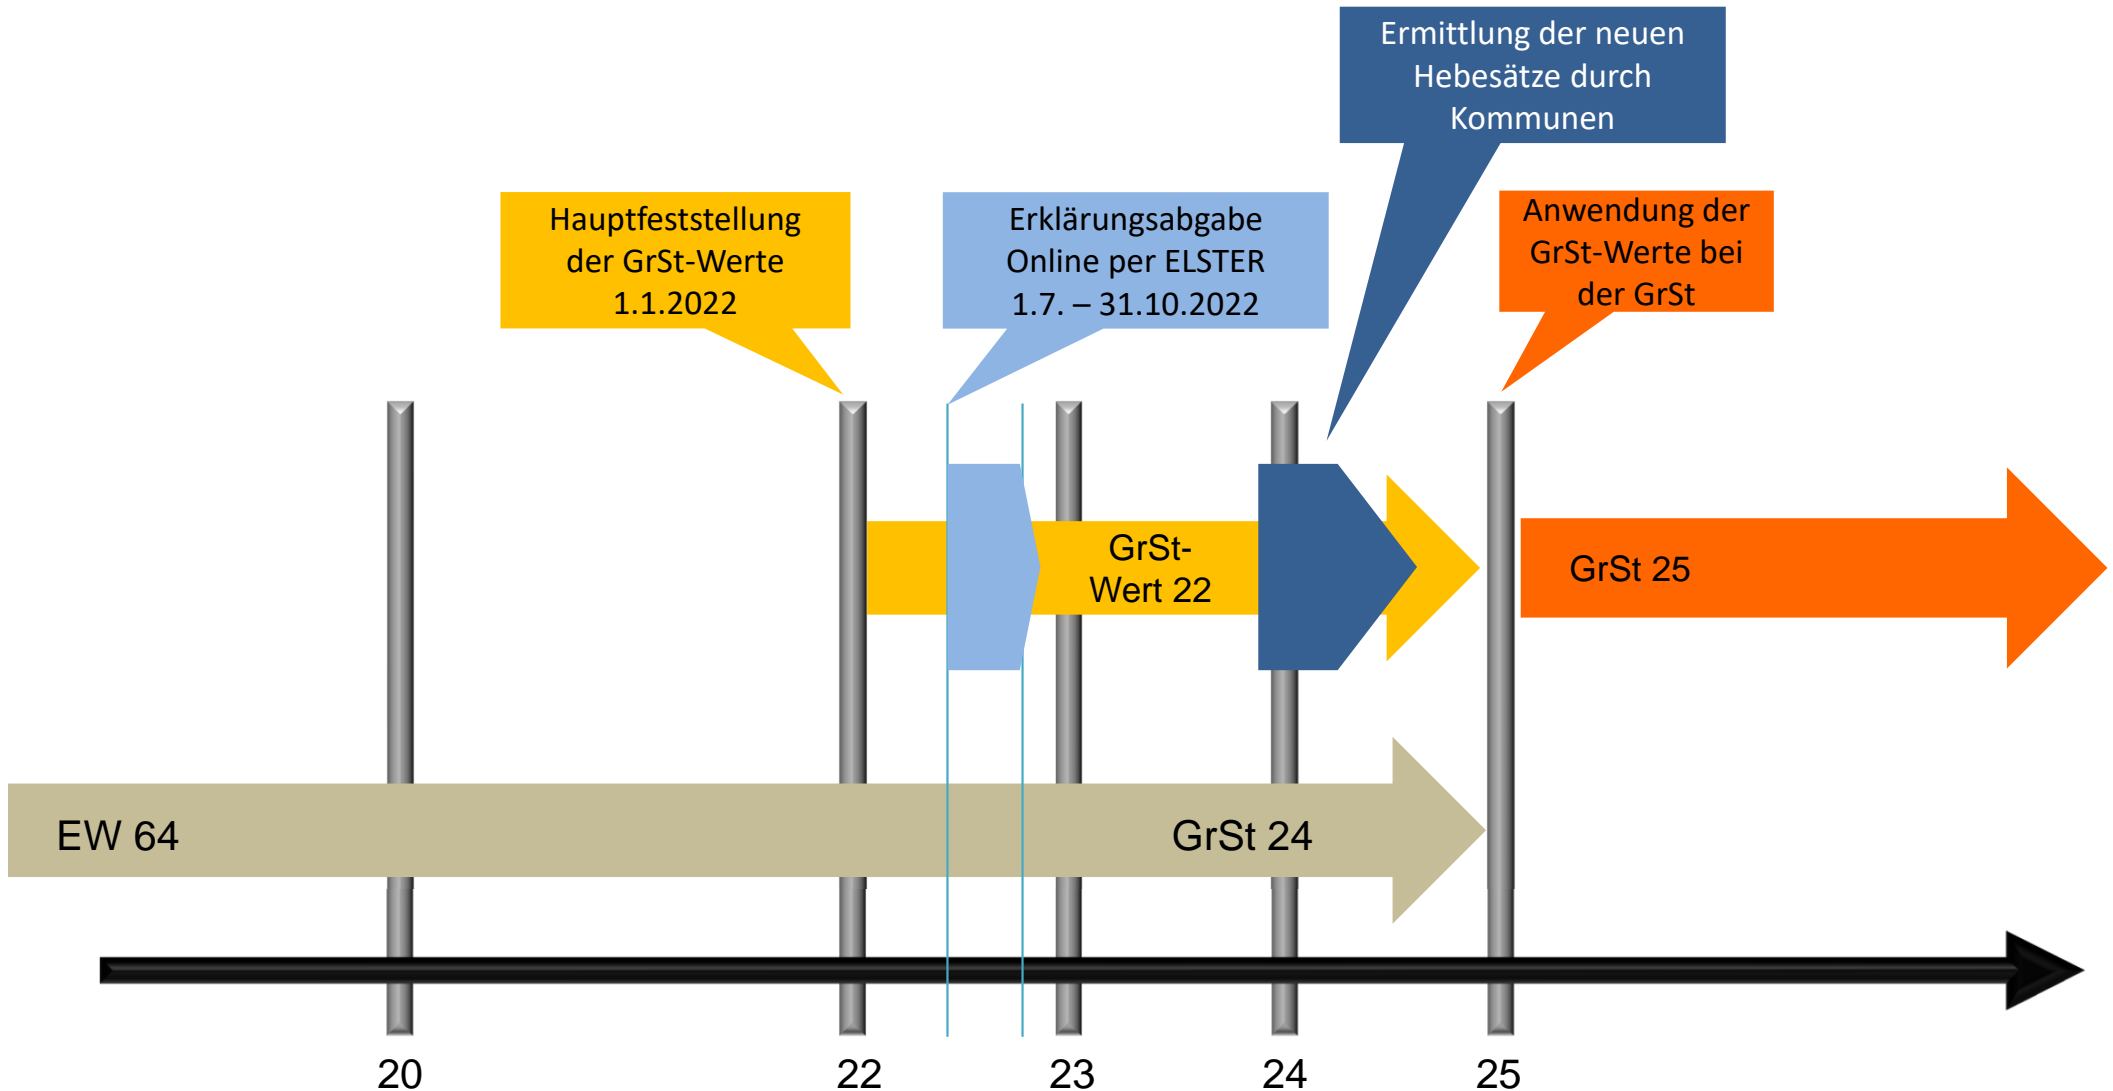 Ermittlung der neuen
Hebesätze durch
Kommunen
Hauptfeststellung
der GrSt-Werte
1.1.2022
Erklärungsabgabe
Online per ELSTER
1.7. – 31.10.2022
Anwendung der
GrSt-Werte bei
der GrSt
GrSt-
Wert 22
GrSt 25
EW 64
GrSt 24
20
22
23
24
25